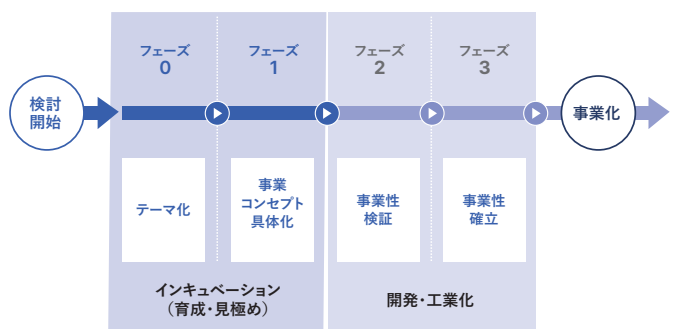 フェーズ
0
フェーズ
1
フェーズ
2
フェーズ
3
検討
開始
事業化
テーマ化
事業
コンセプト
具体化
事業性
検証
事業性
確立
インキュベーション
（育成・見極め）
開発・工業化